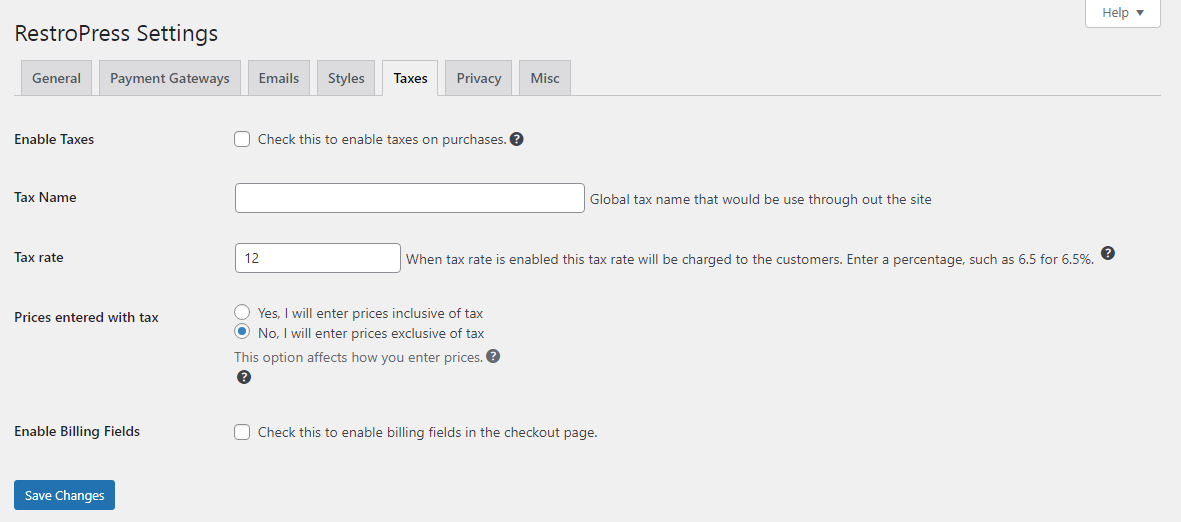 Help
RestroPress Settings
General Payment Gateways Emails Styles Taxes Privacy Misc
Enable Taxes Check this to enable taxes on purchases. ?
Tax Name Global tax name that would be use through out the site
Tax rate 12 When tax rate is enabled this tax rate will be charged to the customers. Enter a percentage, such as 6.5 for 6.5%. ?
Prices entered with tax Yes, I will enter prices inclusive of tax
No, I will enter prices exclusive of tax
This option affects how you enter prices. ?
?
Enable Billing Fields Check this to enable billing fields in the checkout page.
Save Changes